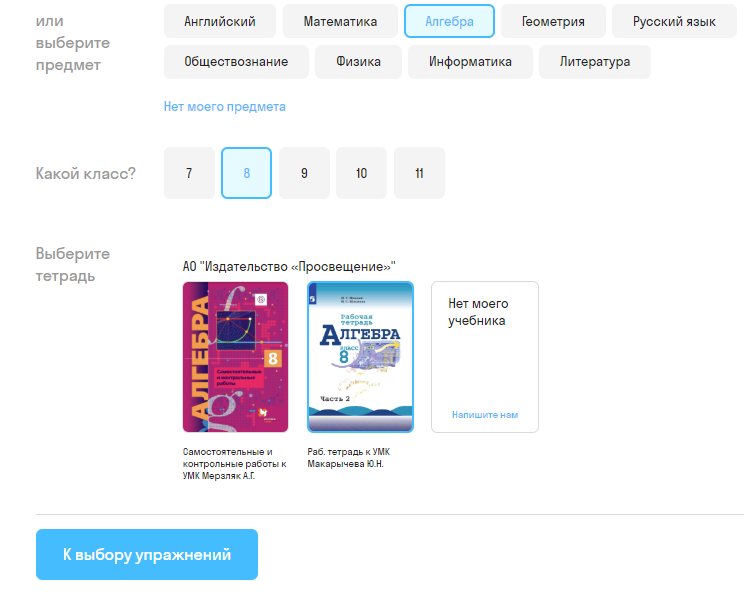 или
выберите
предмет
Английский
Математика
Алгебра
Геометрия
Русский язык
Обществознание
Физика
Информатика
Литература
Нет моего предмета
Какой класс?
7
8
9
10
11
Выберите
тетрадь
АО "Издательство «Просвещение»"
АЛГЕБРА
8
Самостоятельные
и контрольные
работы
Рабочая
тетрадь
АЛГЕБРА
КЛАСС
8
Часть 2
Нет моего
учебника
Напишите нам
Самостоятельные и
контрольные работы к
УМК Мерзляк А.Г.
Раб. тетрадь к УМК
Макарычева Ю.Н.
К выбору упражнений